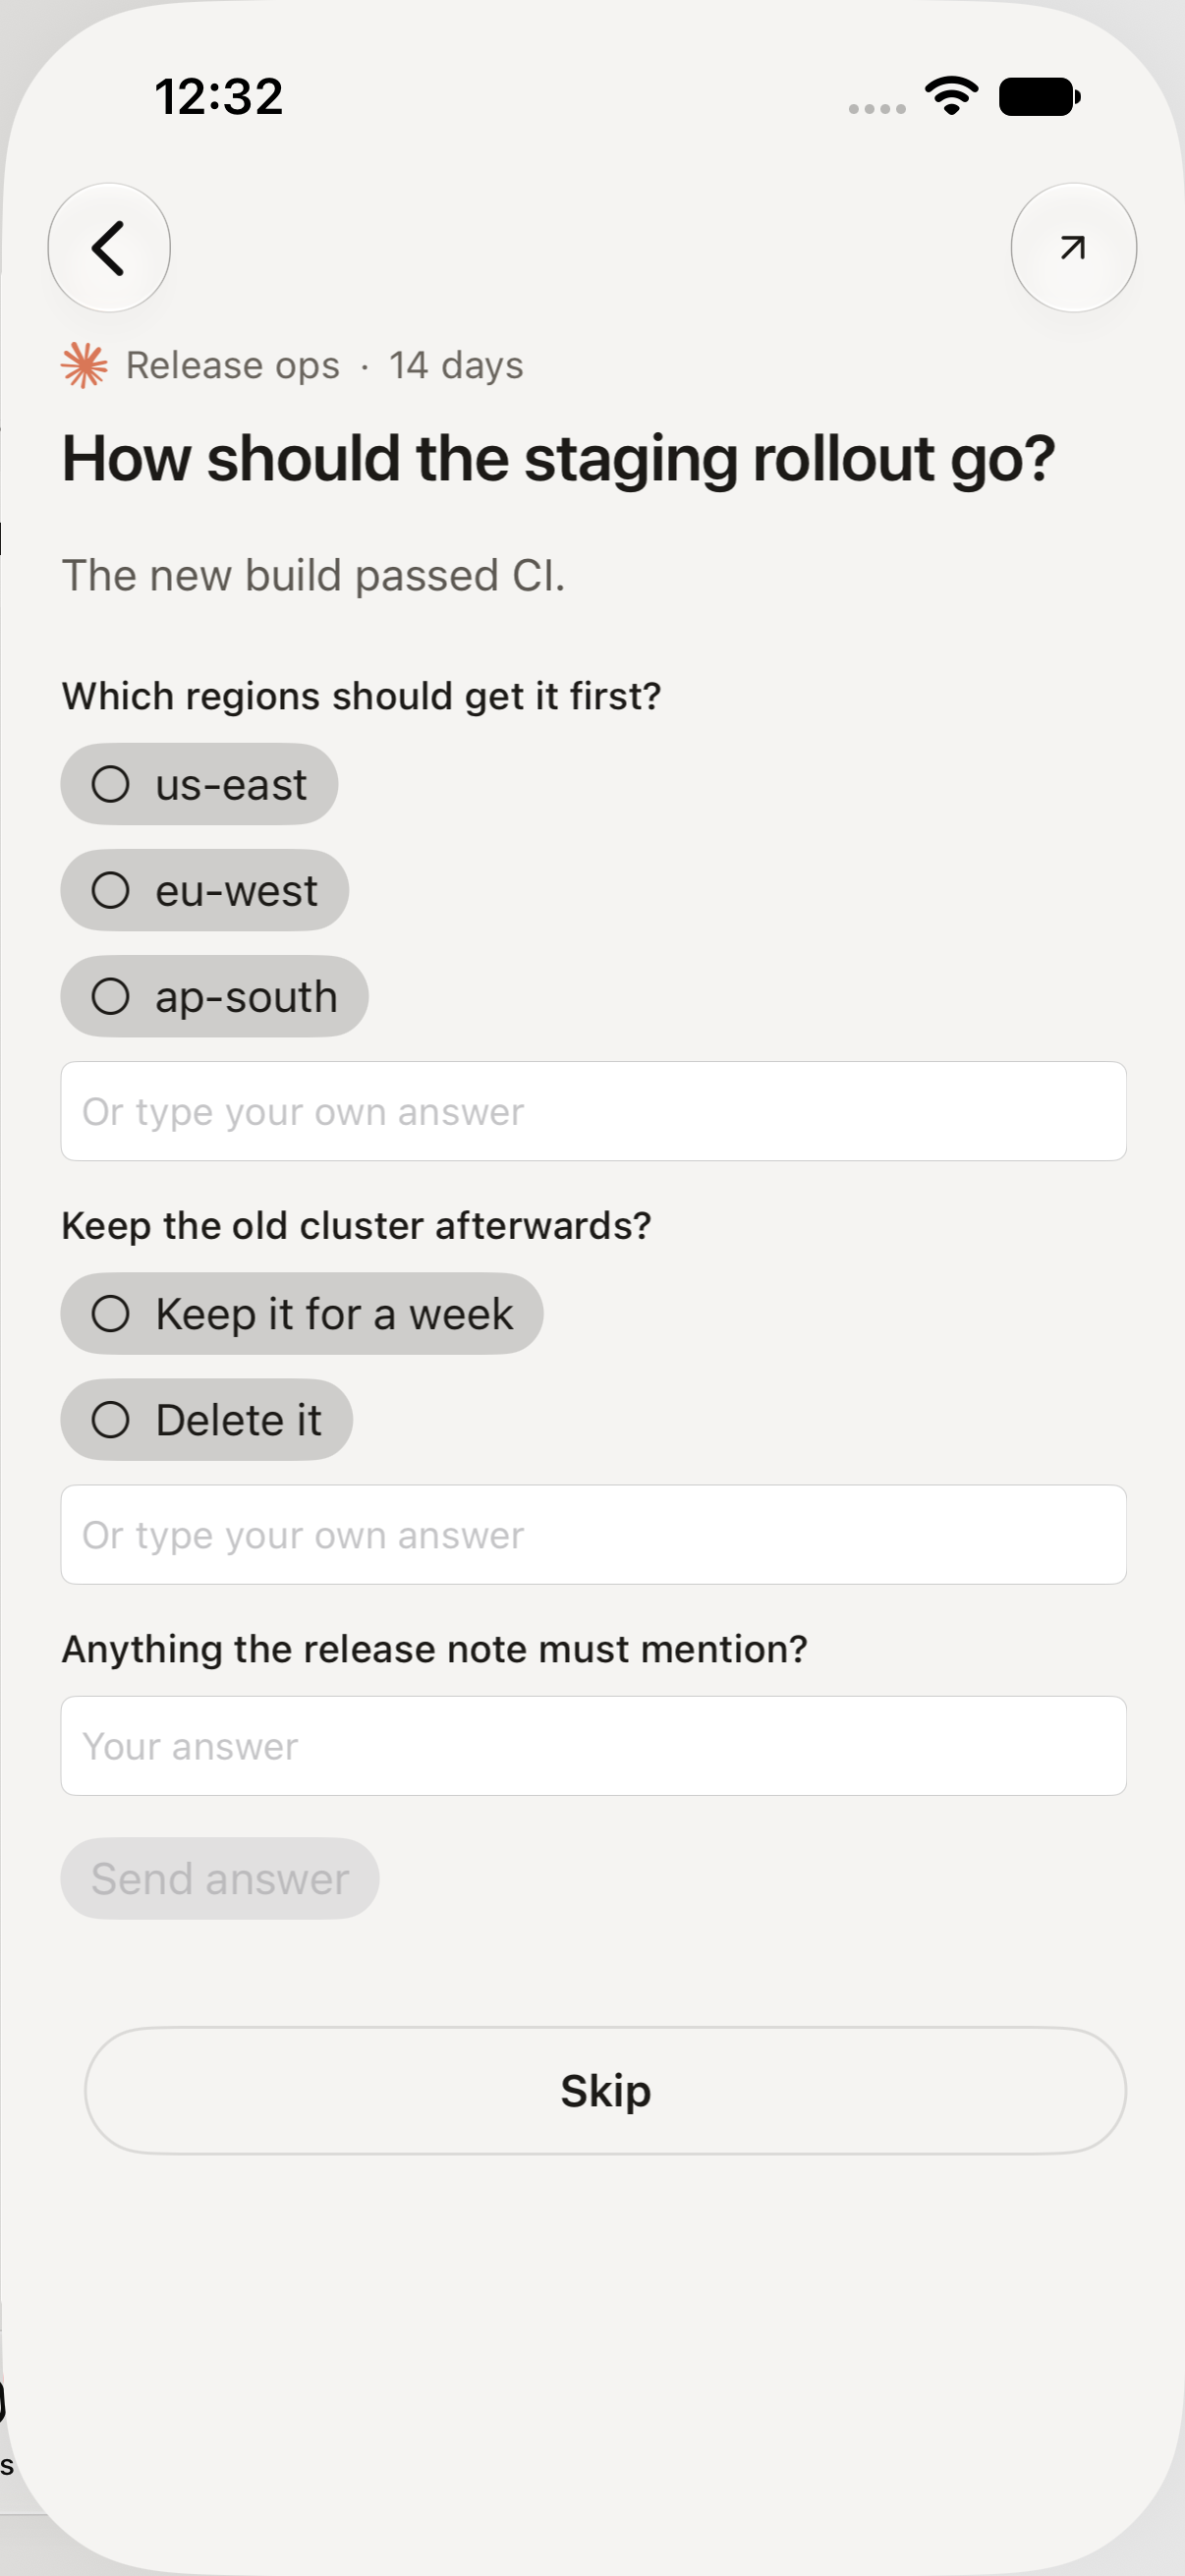 12:32
Release ops · 14 days
How should the staging rollout go?
The new build passed CI.
Which regions should get it first?
us-east
eu-west
ap-south
Or type your own answer
Keep the old cluster afterwards?
Keep it for a week
Delete it
Or type your own answer
Anything the release note must mention?
Your answer
Send answer
Skip
s